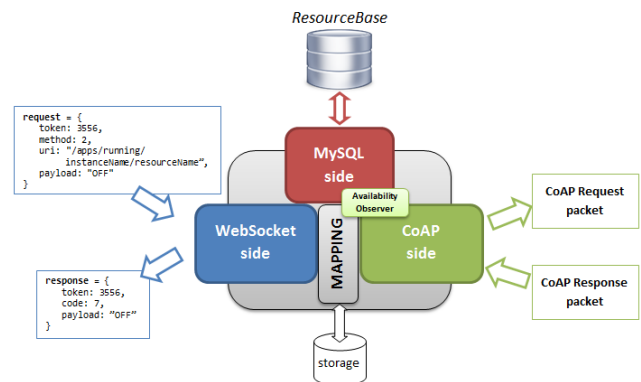 ResourceBase
request = {
token: 3556,
method: 2,
uri: "/apps/running/
instanceName/resourceName",
payload: "OFF"
}
MySQL
side
Availability
Observer
WebSocket
side
MAPPING
CoAP
side
CoAP Request
packet
response = {
token: 3556,
code: 7,
payload: "OFF"
}
CoAP Response
packet
storage